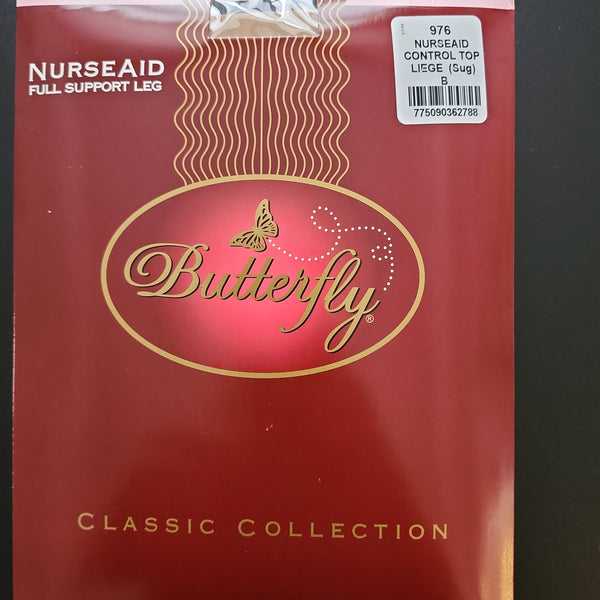 NURSEAID
FULL SUPPORT LEG
976
NURSEAID
CONTROL TOP
LIEGE (Sug)
B
775090362788
Butterfly®
CLASSIC COLLECTION